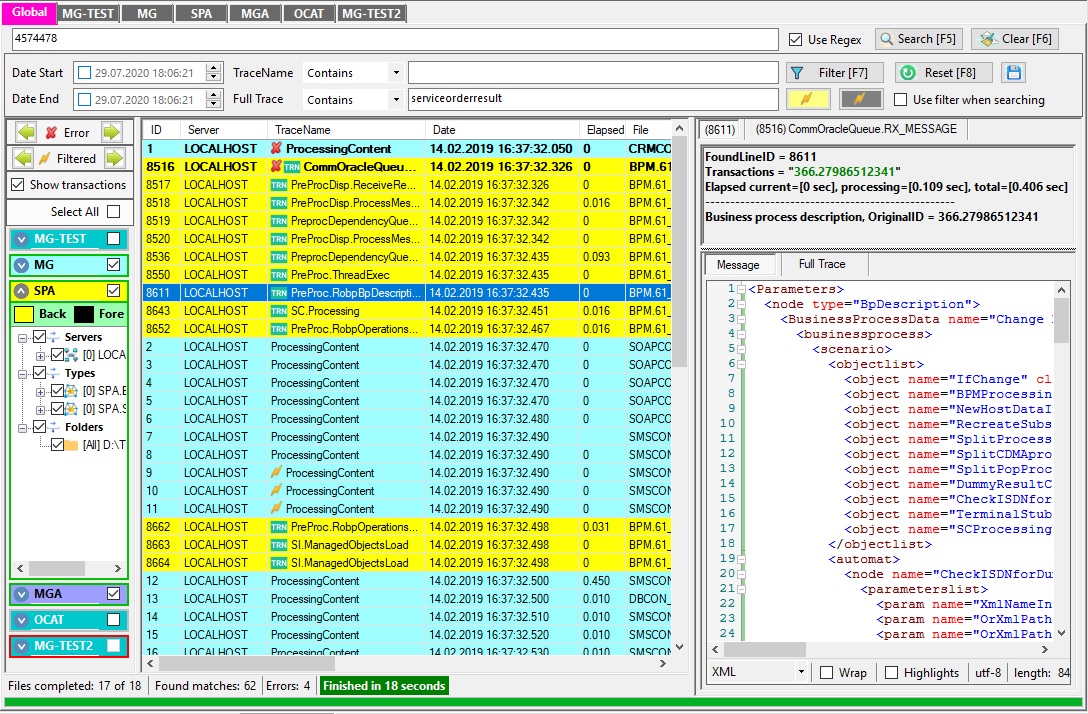 Global MG-TEST MG SPA MGA OCAT MG-TEST2
4574478
Use Regex Search [F5] Clear [F6]
Date Start 29.07.2020 18:06:21 TraceName Contains Filter [F7] Reset [F8]
Date End 29.07.2020 18:06:21 Full Trace Contains serviceorderresult Use filter when searching
Error
Filtered
Show transactions
Select All
MG-TEST
MG
SPA
Back Fore
Servers
[0] LOCA
Types
[0] SPA.B
[0] SPA.S
Folders
[All] D:\T
MGA
OCAT
MG-TEST2
ID Server TraceName Date Elapsed File
1 LOCALHOST ProcessingContent 14.02.2019 16:37:32.050 0 CRMCO
8516 LOCALHOST TRN CommOracleQueu... 14.02.2019 16:37:32.326 0 BPM.61
8517 LOCALHOST TRN PreProcDisp.ReceiveRe... 14.02.2019 16:37:32.326 0 BPM.61_
8518 LOCALHOST TRN PreProcDisp.ProcessMes... 14.02.2019 16:37:32.342 0.016 BPM.61_
8519 LOCALHOST TRN PreprocDependencyQue... 14.02.2019 16:37:32.342 0 BPM.61_
8520 LOCALHOST TRN PreProcDisp.ProcessMes... 14.02.2019 16:37:32.342 0 BPM.61_
8536 LOCALHOST TRN PreprocDependencyQue... 14.02.2019 16:37:32.435 0.093 BPM.61_
8550 LOCALHOST TRN PreProc.ThreadExec 14.02.2019 16:37:32.435 0 BPM.61_
8611 LOCALHOST TRN PreProc.RobpBpDescripti... 14.02.2019 16:37:32.435 0 BPM.61_
8643 LOCALHOST TRN SC.Processing 14.02.2019 16:37:32.451 0.016 BPM.61_
8652 LOCALHOST TRN PreProc.RobpOperations... 14.02.2019 16:37:32.467 0.016 BPM.61_
2 LOCALHOST ProcessingContent 14.02.2019 16:37:32.470 0 SOAPCO
3 LOCALHOST ProcessingContent 14.02.2019 16:37:32.470 0 SOAPCO
4 LOCALHOST ProcessingContent 14.02.2019 16:37:32.470 0 SOAPCO
5 LOCALHOST ProcessingContent 14.02.2019 16:37:32.470 0 SOAPCO
6 LOCALHOST ProcessingContent 14.02.2019 16:37:32.480 0 SOAPCO
7 LOCALHOST ProcessingContent 14.02.2019 16:37:32.490 0 SMSCON
8 LOCALHOST ProcessingContent 14.02.2019 16:37:32.490 0 SMSCON
9 LOCALHOST ProcessingContent 14.02.2019 16:37:32.490 0 SMSCON
10 LOCALHOST ProcessingContent 14.02.2019 16:37:32.490 0 SMSCON
11 LOCALHOST ProcessingContent 14.02.2019 16:37:32.490 0 SMSCON
8662 LOCALHOST TRN PreProc.RobpOperations... 14.02.2019 16:37:32.498 0.031 BPM.61_
8663 LOCALHOST TRN SI.ManagedObjectsLoad 14.02.2019 16:37:32.498 0 BPM.61_
8664 LOCALHOST TRN SI.ManagedObjectsLoad 14.02.2019 16:37:32.498 0 BPM.61_
12 LOCALHOST ProcessingContent 14.02.2019 16:37:32.500 0.450 SMSCON
13 LOCALHOST ProcessingContent 14.02.2019 16:37:32.500 0.010 DBCON_
14 LOCALHOST ProcessingContent 14.02.2019 16:37:32.510 0.010 SMSCON
15 LOCALHOST ProcessingContent 14.02.2019 16:37:32.520 0.010 SMSCON
16 LOCALHOST ProcessingContent 14.02.2019 16:37:32.530 0.010 SMSCON
(8611) (8516) CommOracleQueue.RX_MESSAGE
FoundLineID = 8611
Transactions = "366.27986512341"
Elapsed current=[0 sec], processing=[0.109 sec], total=[0.406 sec]
--------------------------------------------------
Business process description, OriginalID = 366.27986512341
Message Full Trace
1 <Parameters>
2 <node type="BpDescription">
3 <BusinessProcessData name="Change
4 <businessprocess>
5 <scenario>
6 <objectlist>
7 <object name="IfChange" cl
8 <object name="BPMProcessin
9 <object name="NewHostDataI
10 <object name="RecreateSubs
11 <object name="SplitProcess
12 <object name="SplitCDMApro
13 <object name="SplitPopProc
14 <object name="DummyResultC
15 <object name="CheckISDNfor
16 <object name="TerminalStub
17 <object name="SCProcessing
18 </objectlist>
19 <automat>
20 <node name="CheckISDNforDu
21 <parameterslist>
22 <param name="XmlNameIn
23 <param name="OrXmlPath
24 <param name="OrXmlPath
XML Wrap Highlights utf-8 length: 84
Files completed: 17 of 18 Found matches: 62 Errors: 4 Finished in 18 seconds